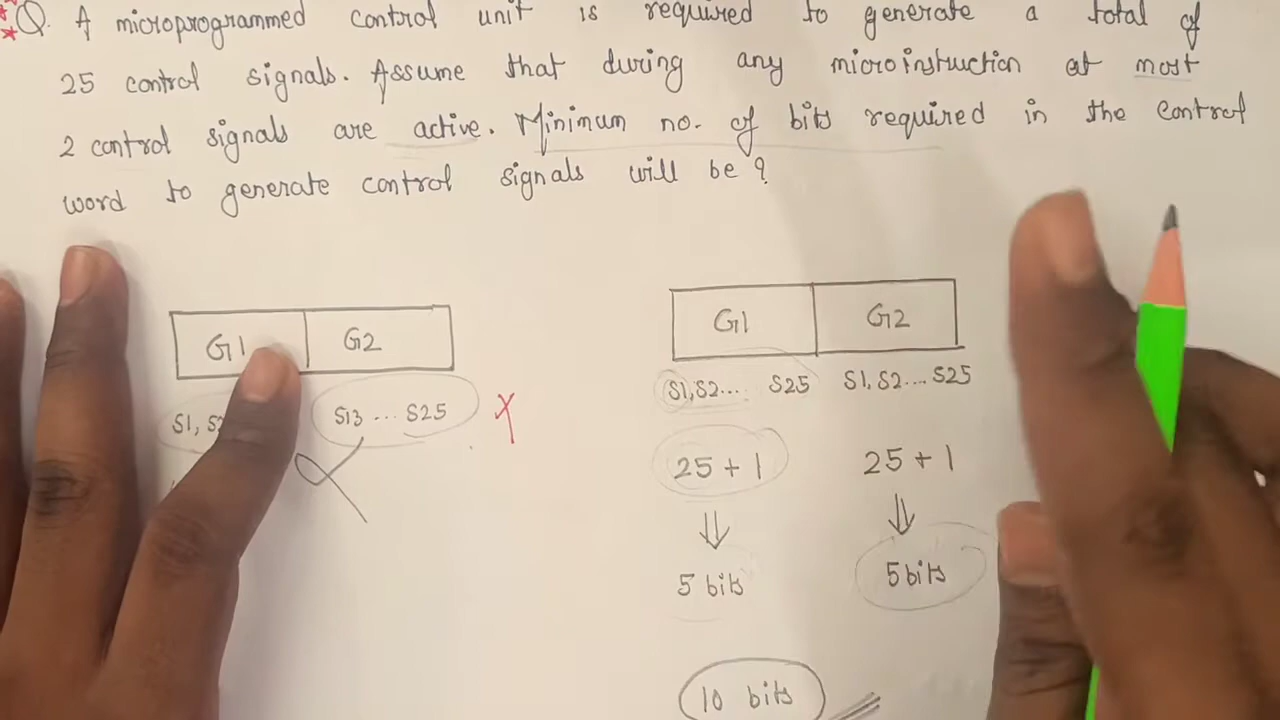 Q. A microprogrammed control unit is required to generate a total of
25 control signals. Assume that during any microinstruction at most
2 control signals are active. Minimum no. of bits required in the control
word to generate control signals will be ?
G1 G2 G1 G2
S1, S13 ... S25 X S1, S2.... S25 S1, S2.... S25
25 + 1 25 + 1
⇓ ⇓
5 bits 5 bits
10 bits